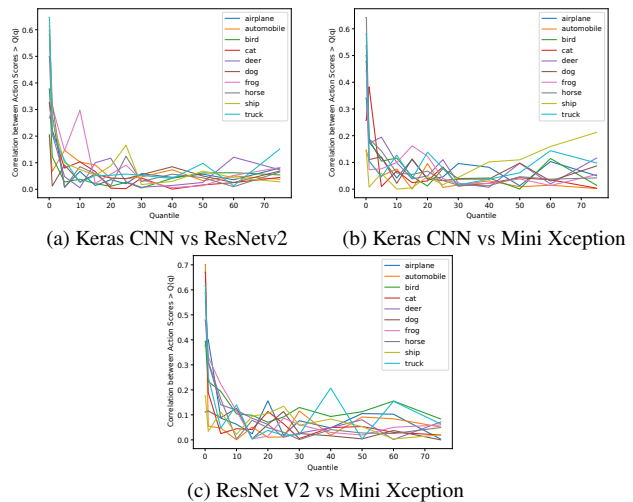 Correlation between Action Scores > Q(q)
0.6
0.5
0.4
0.3
0.2
0.1
0.0
0 10 20 30 40 50 60 70
Quantile
airplane
automobile
bird
cat
deer
dog
frog
horse
ship
truck
(a) Keras CNN vs ResNetv2
Correlation between Action Scores > Q(q)
0.6
0.5
0.4
0.3
0.2
0.1
0.0
0 10 20 30 40 50 60 70
Quantile
airplane
automobile
bird
cat
deer
dog
frog
horse
ship
truck
(b) Keras CNN vs Mini Xception
Correlation between Action Scores > Q(q)
0.7
0.6
0.5
0.4
0.3
0.2
0.1
0.0
0 10 20 30 40 50 60 70
Quantile
airplane
automobile
bird
cat
deer
dog
frog
horse
ship
truck
(c) ResNet V2 vs Mini Xception